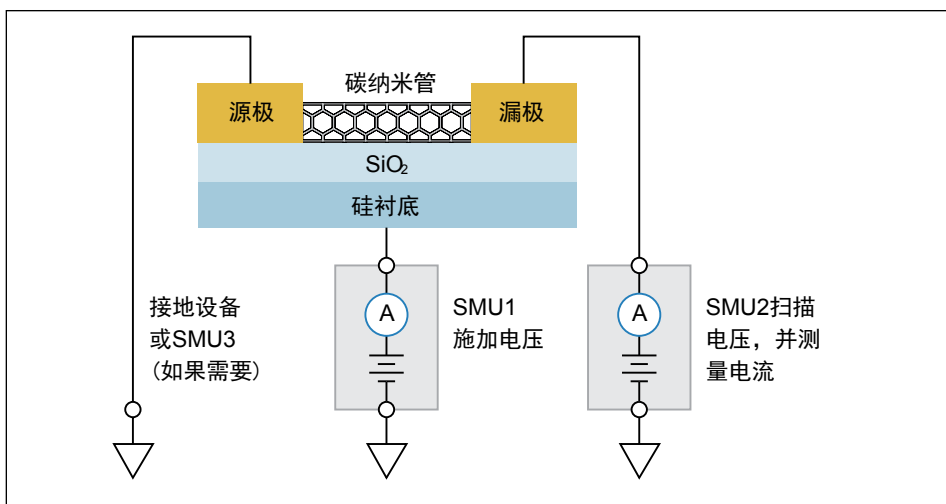 碳纳米管
源极
漏极
SiO₂
硅衬底
接地设备
或SMU3
(如果需要)
A
SMU1
施加电压
A
SMU2扫描
电压，并测
量电流